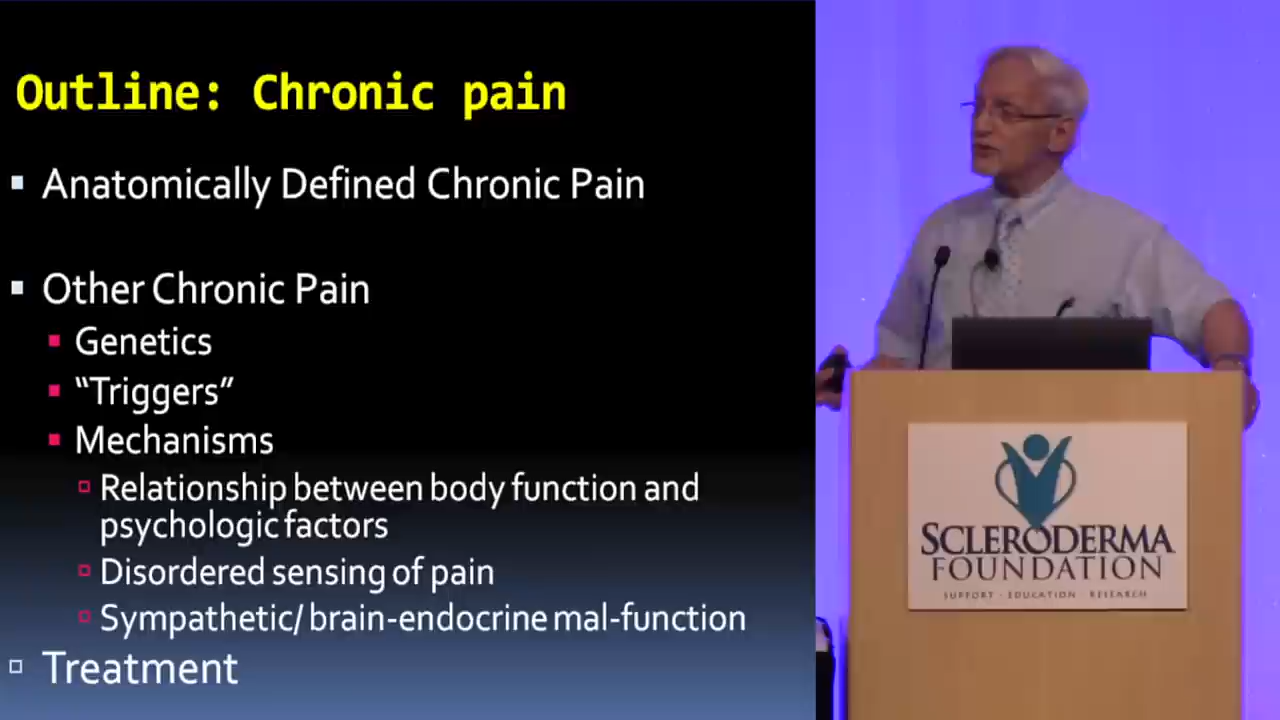 Outline: Chronic pain
Anatomically Defined Chronic Pain
Other Chronic Pain
Genetics
“Triggers”
Mechanisms
Relationship between body function and
psychologic factors
Disordered sensing of pain
Sympathetic/ brain-endocrine mal-function
Treatment
SCLERODERMA
FOUNDATION
SUPPORT · EDUCATION · RESEARCH